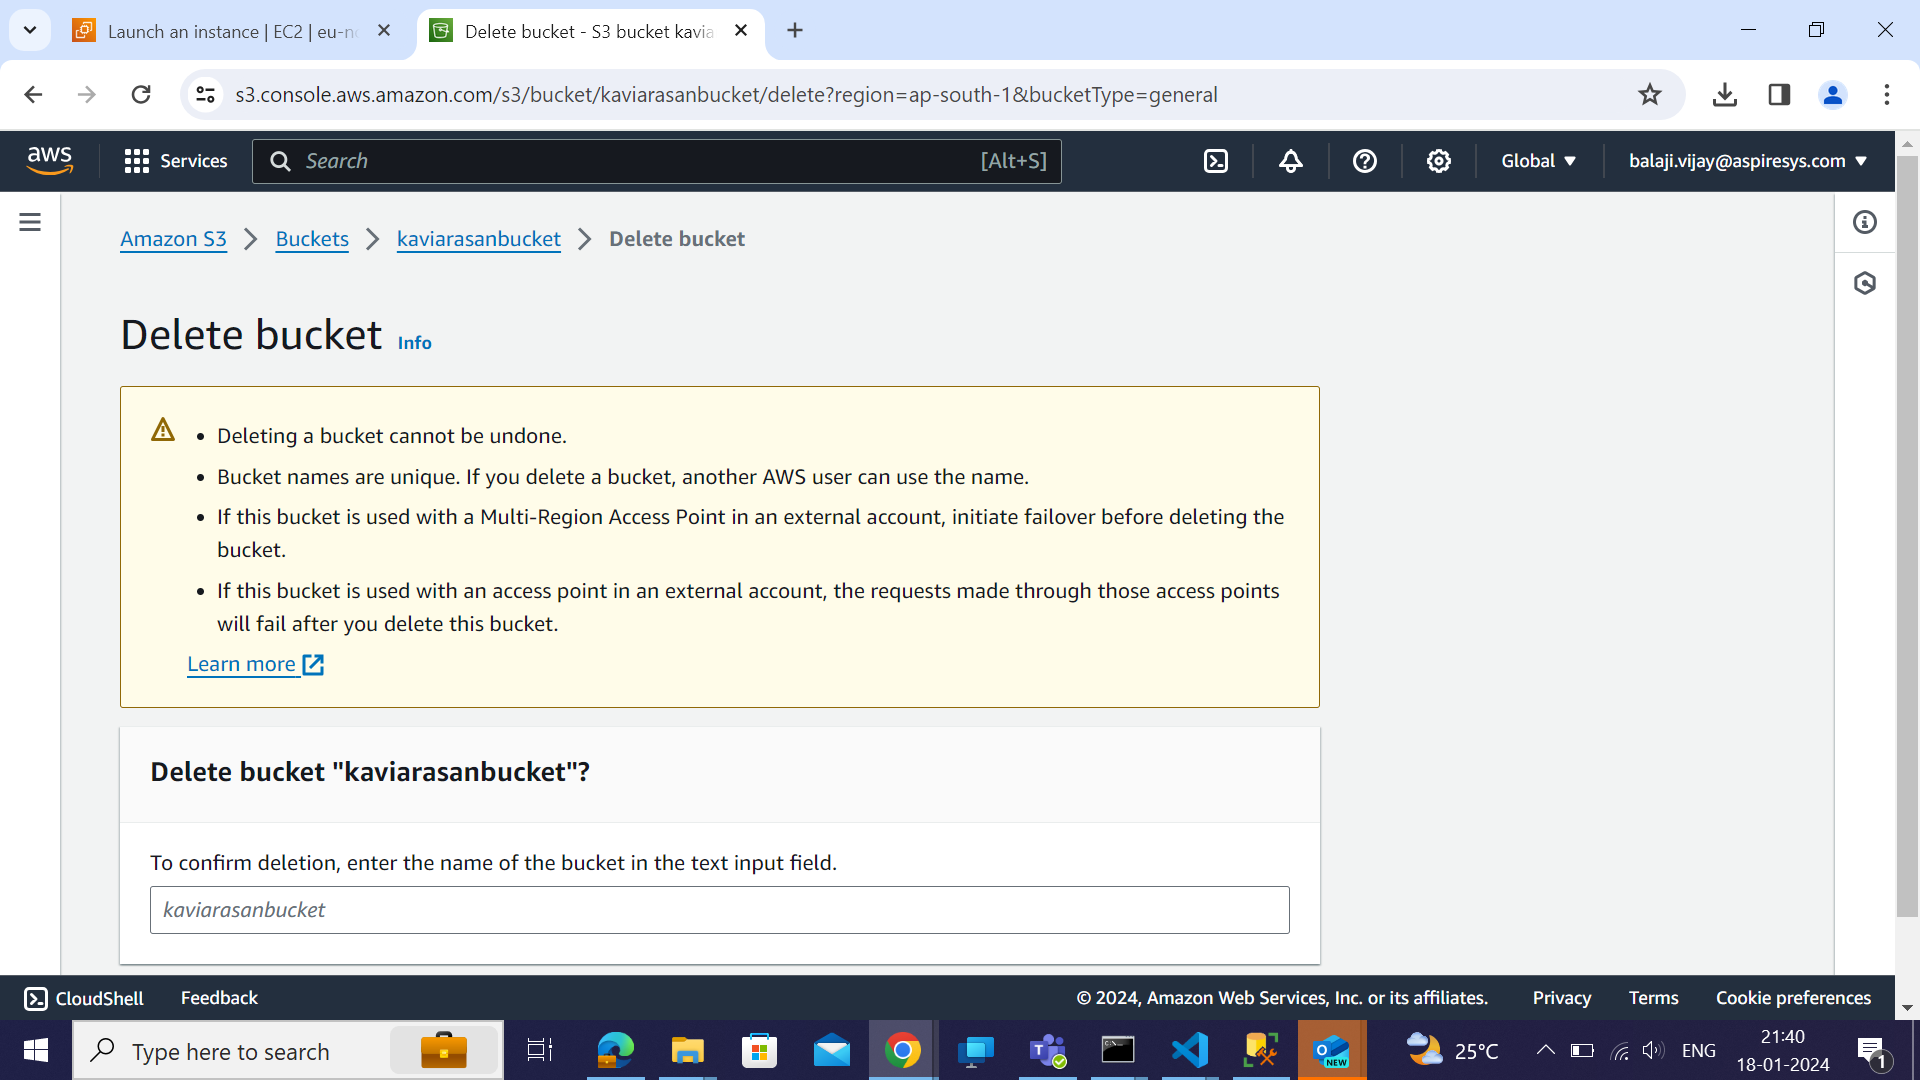 Launch an instance | EC2 | eu-no
Delete bucket - S3 bucket kavia
s3.console.aws.amazon.com/s3/bucket/kaviarasanbucket/delete?region=ap-south-1&bucketType=general
aws
Services
Search
[Alt+S]
Global
balaji.vijay@aspiresys.com
Amazon S3
Buckets
kaviarasanbucket
Delete bucket
Delete bucket
Info
Deleting a bucket cannot be undone.
Bucket names are unique. If you delete a bucket, another AWS user can use the name.
If this bucket is used with a Multi-Region Access Point in an external account, initiate failover before deleting the
bucket.
If this bucket is used with an access point in an external account, the requests made through those access points
will fail after you delete this bucket.
Learn more
Delete bucket "kaviarasanbucket"?
To confirm deletion, enter the name of the bucket in the text input field.
kaviarasanbucket
CloudShell
Feedback
© 2024, Amazon Web Services, Inc. or its affiliates.
Privacy
Terms
Cookie preferences
Type here to search
NEW
25°C
ENG
21:40
18-01-2024
1